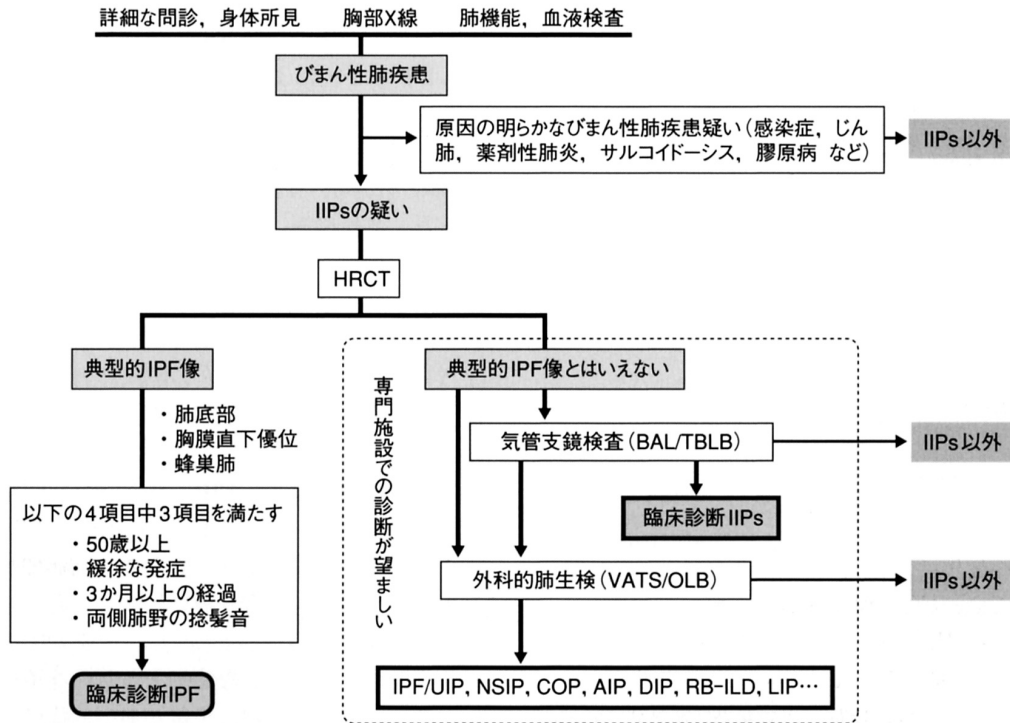 詳細な問診，身体所見　胸部X線　肺機能，血液検査
びまん性肺疾患
原因の明らかなびまん性肺疾患疑い（感染症，じん
肺，薬剤性肺炎，サルコイドーシス，膠原病 など）
IIPs以外
IIPsの疑い
HRCT
典型的IPF像
・肺底部
・胸膜直下優位
・蜂巣肺
以下の4項目中3項目を満たす
・50歳以上
・緩徐な発症
・3か月以上の経過
・両側肺野の捻髪音
臨床診断IPF
専門施設での診断が望ましい
典型的IPF像とはいえない
気管支鏡検査（BAL/TBLB）
IIPs以外
臨床診断IIPs
外科的肺生検（VATS/OLB）
IIPs以外
IPF/UIP, NSIP, COP, AIP, DIP, RB-ILD, LIP…